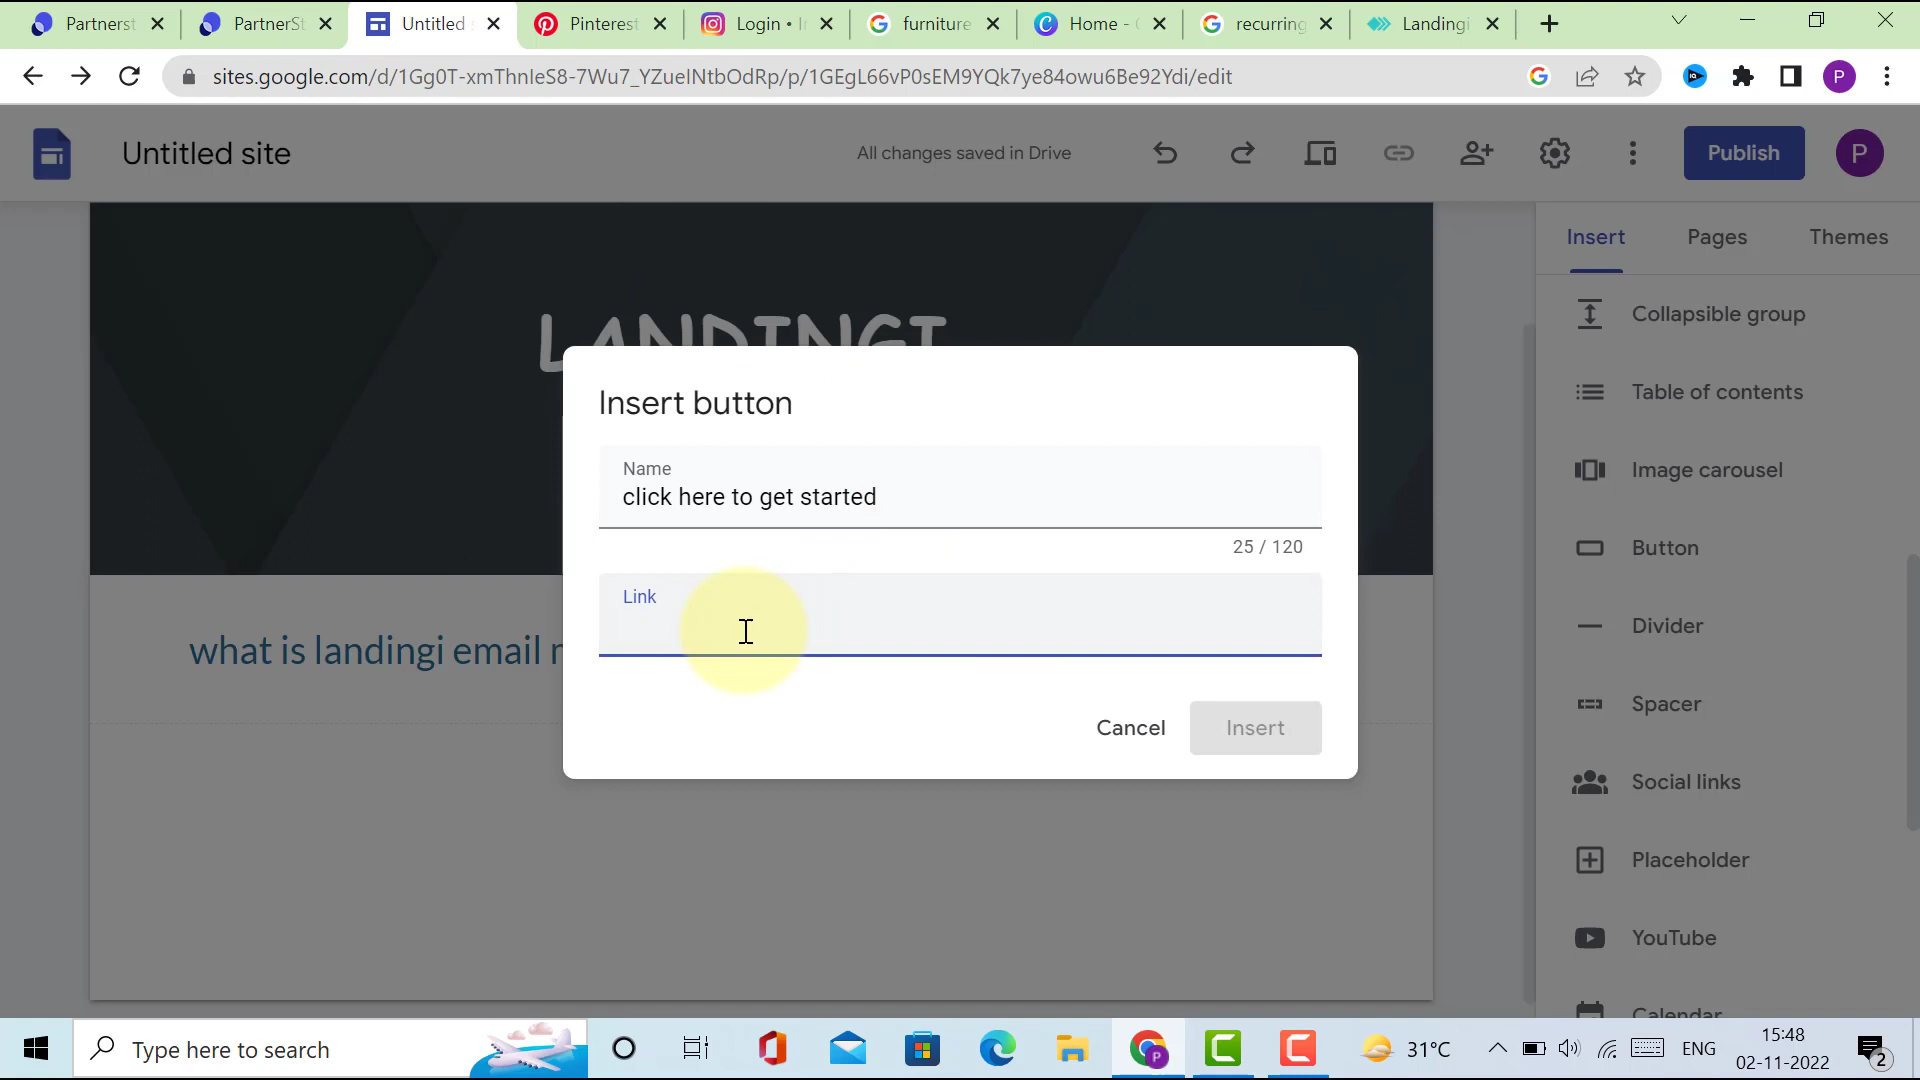 Partnerst
PartnerSt
Untitled
Pinterest
Login •
furniture
Home -
recurring
Landingi
sites.google.com/d/1Gg0T-xmThnIeS8-7Wu7_YZueINtbOdRp/p/1GEgL66vP0sEM9YQk7ye84owu6Be92Ydi/edit
P
Untitled site
All changes saved in Drive
Publish
P
Insert
Pages
Themes
LANDINGI
Collapsible group
Table of contents
Image carousel
Button
Divider
Spacer
Social links
Placeholder
YouTube
Calendar
Insert button
Name
click here to get started
25 / 120
Link
Cancel
Insert
what is landingi email
Type here to search
31°C
ENG
15:48
02-11-2022
2